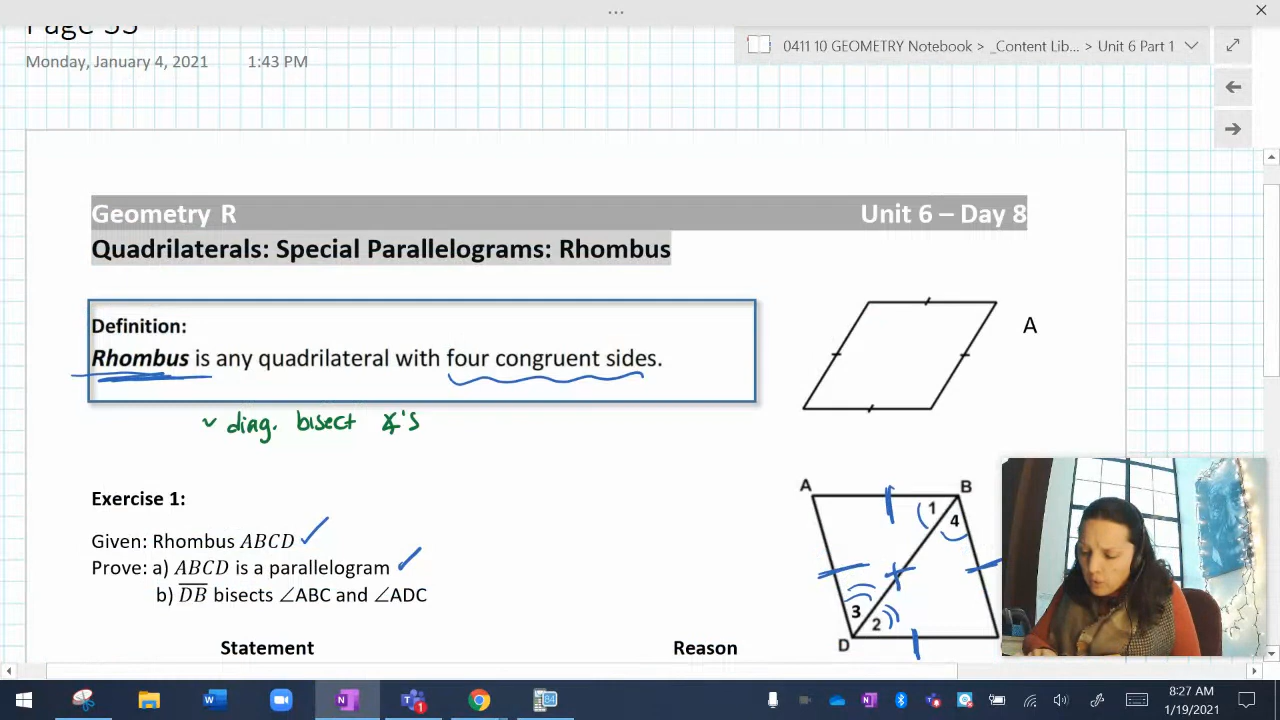 Page 35
Monday, January 4, 2021 1:43 PM
0411 10 GEOMETRY Notebook > _Content Lib... > Unit 6 Part 1
Geometry R Unit 6 – Day 8
Quadrilaterals: Special Parallelograms: Rhombus
Definition:
Rhombus is any quadrilateral with four congruent sides.
A
diag. bisect ∡'s
Exercise 1:
Given: Rhombus ABCD
Prove: a) ABCD is a parallelogram
b) D̅B̅ bisects ∠ABC and ∠ADC
A B
1
4
3
2
D
Statement Reason
84
1
8:27 AM
1/19/2021